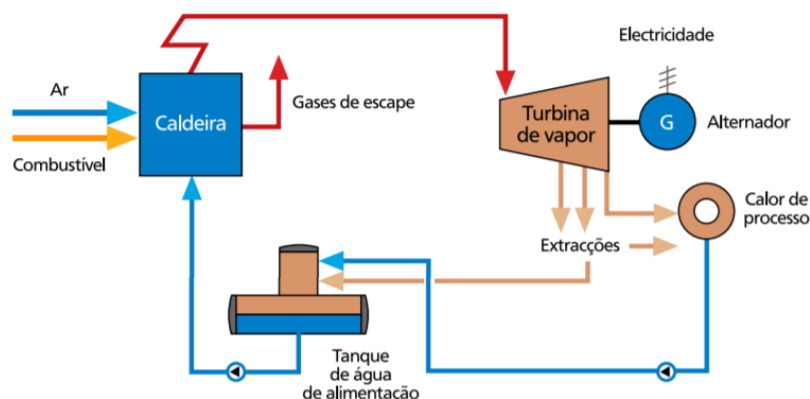 Electricidade
Ar
Gases de escape
Caldeira
Turbina
de vapor
G
Alternador
Combustível
Calor de
processo
Extracções
Tanque
de água
de alimentação